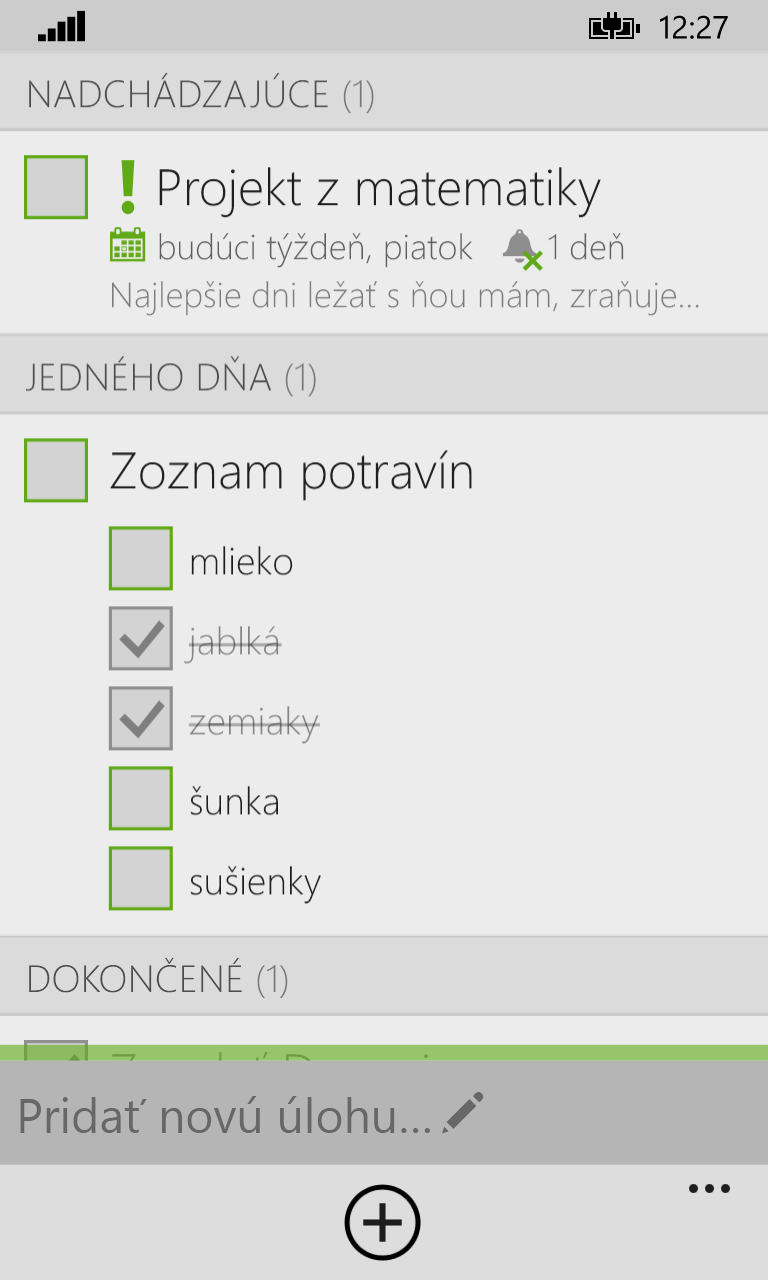 12:27
NADCHÁDZAJÚCE (1)
Projekt z matematiky
budúci týždeň, piatok 1 deň
Najlepšie dni ležať s ňou mám, zraňuje...
JEDNÉHO DŇA (1)
Zoznam potravín
mlieko
jablká
zemiaky
šunka
sušienky
DOKONČENÉ (1)
Pridať novú úlohu...